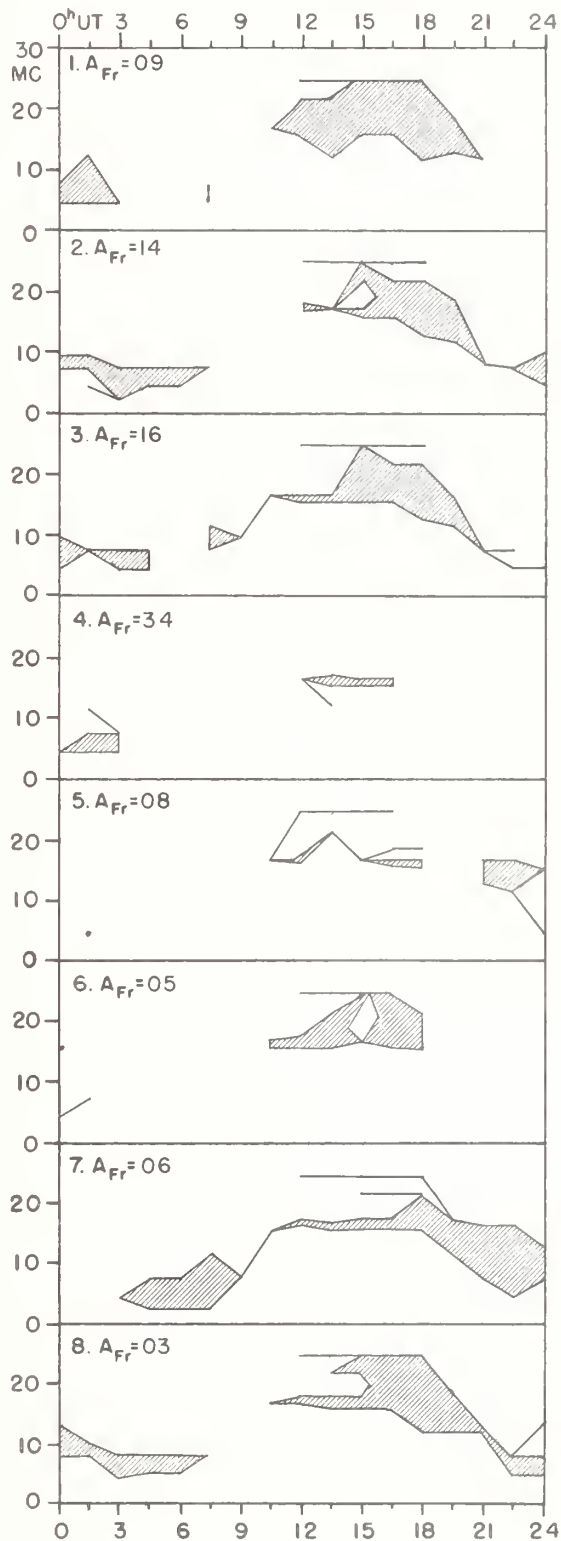 0ʰ UT 3 6 9 12 15 18 21 24
30
MC
1. A_Fr = 09
20
10
0
2. A_Fr = 14
20
10
0
3. A_Fr = 16
20
10
0
4. A_Fr = 34
20
10
0
5. A_Fr = 08
20
10
0
6. A_Fr = 05
20
10
0
7. A_Fr = 06
20
10
0
8. A_Fr = 03
20
10
0
0 3 6 9 12 15 18 21 24